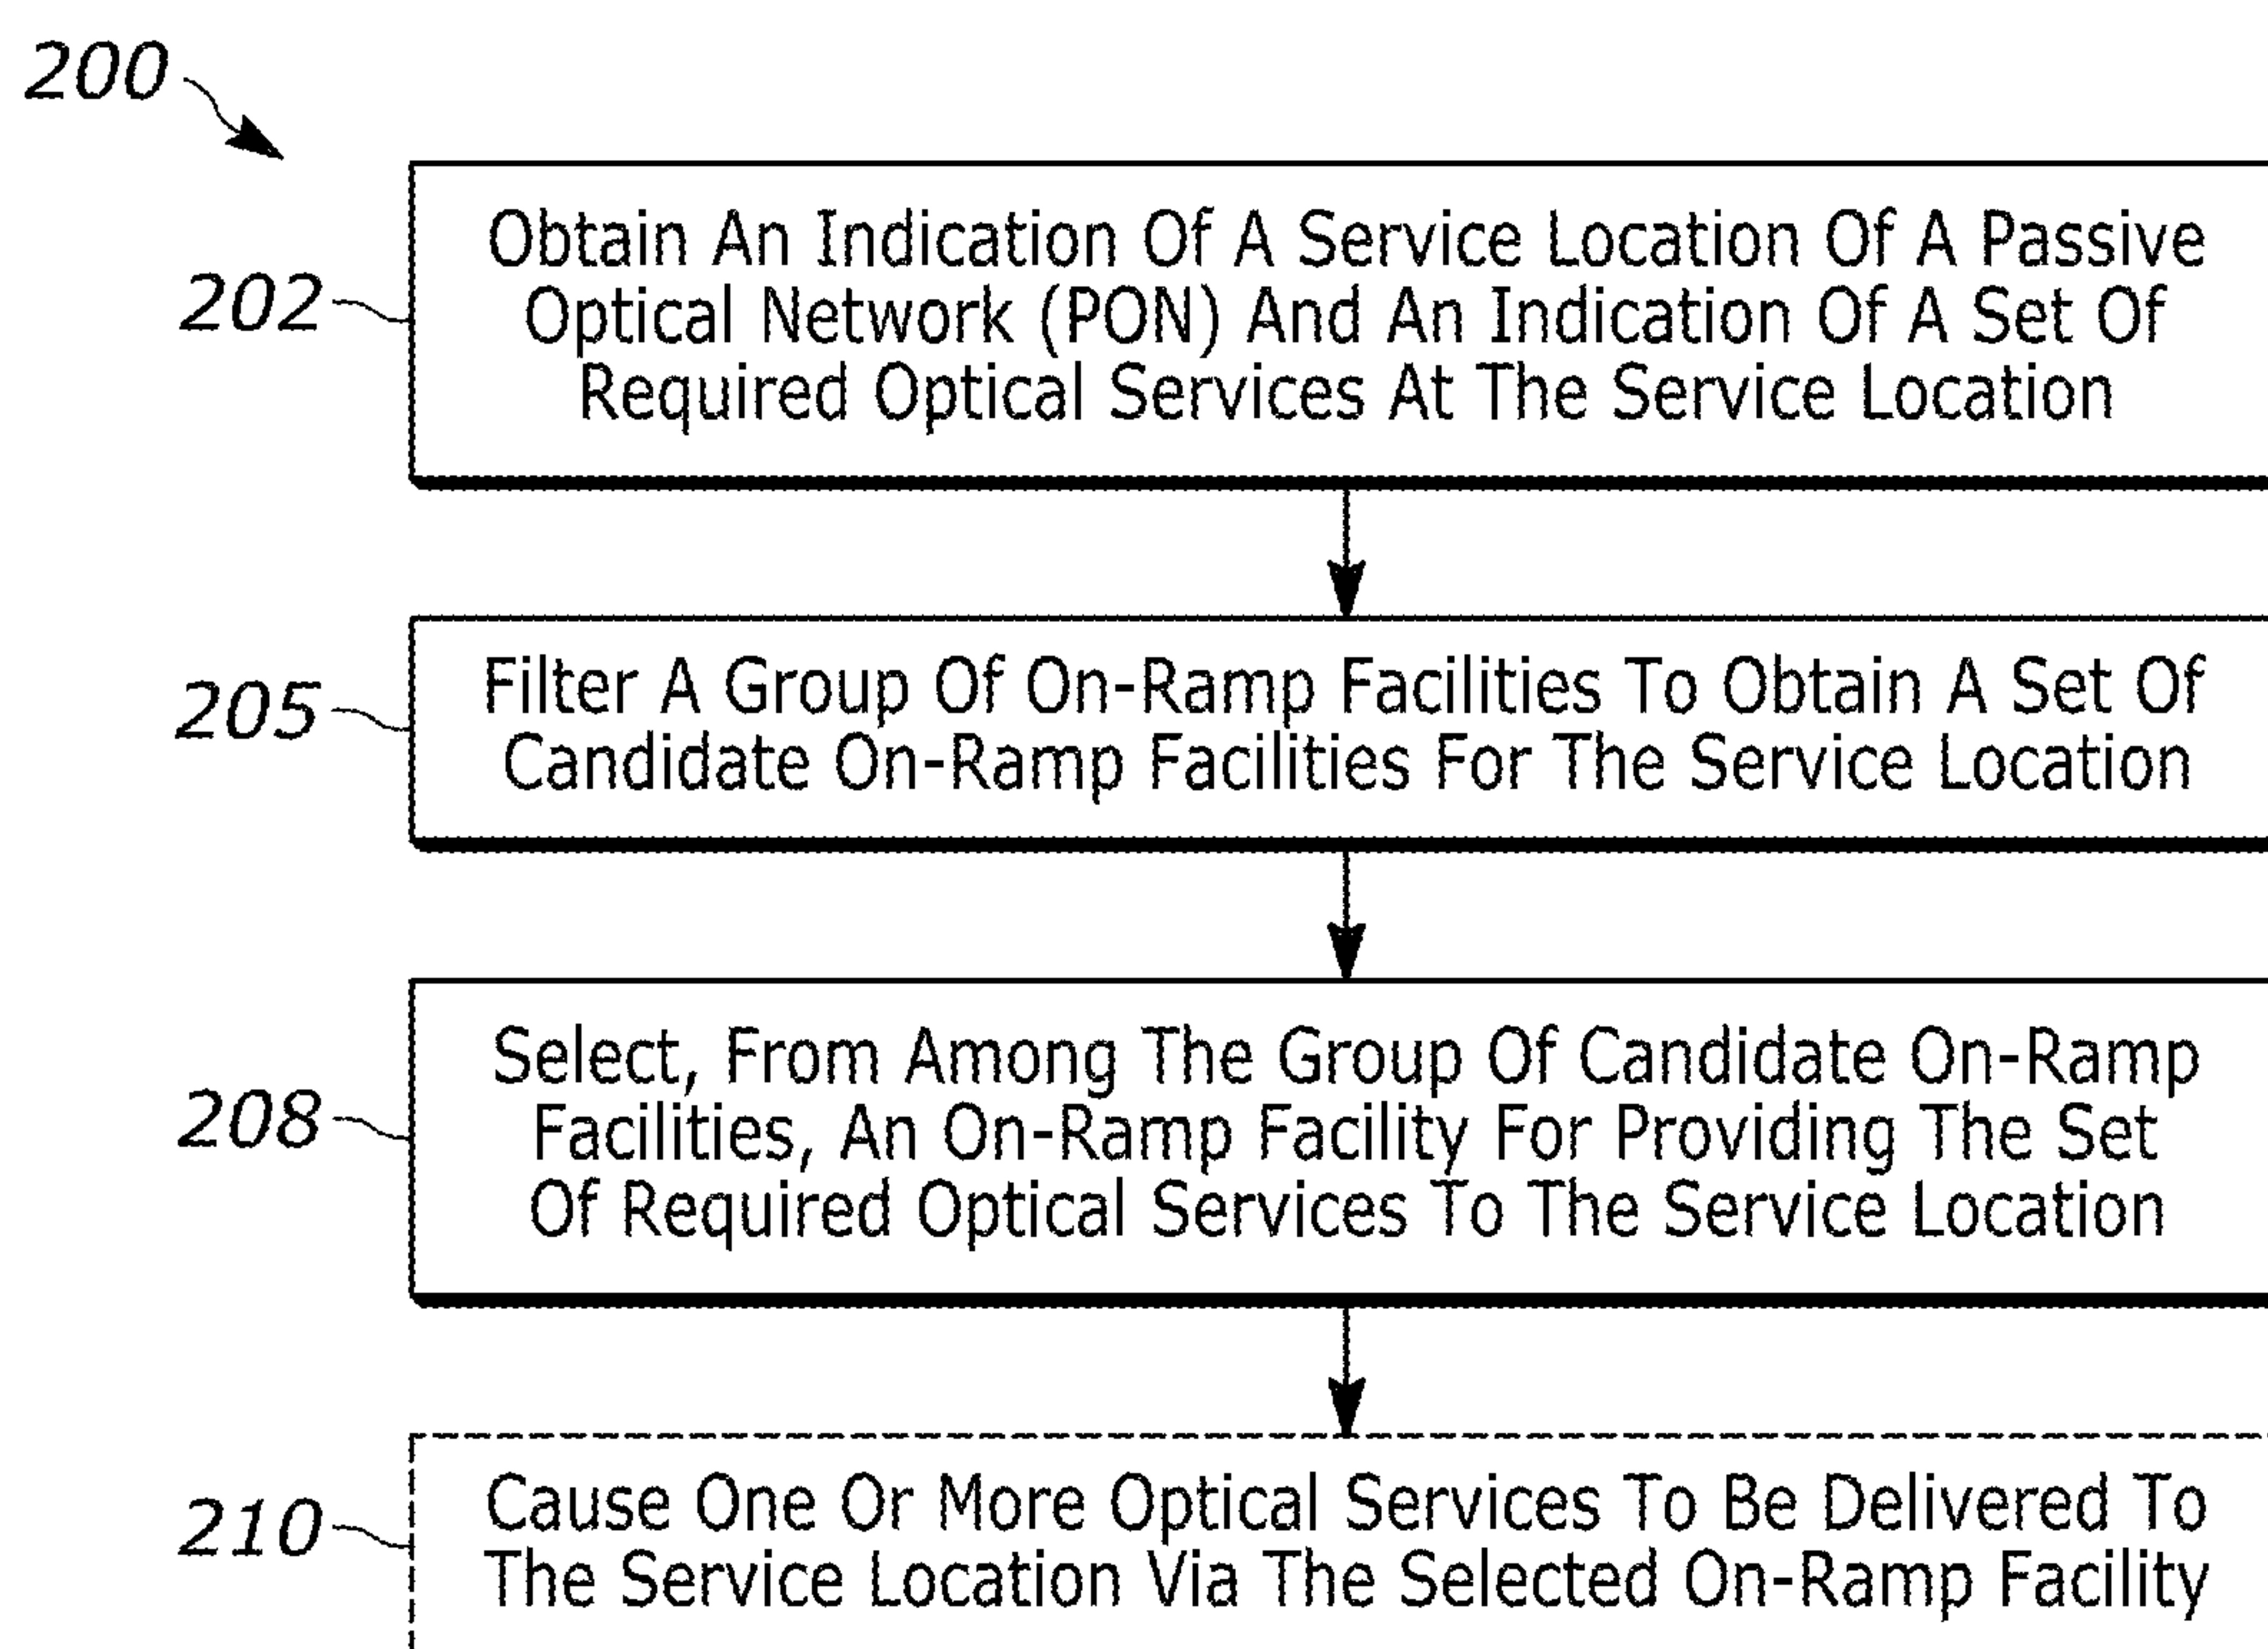 200
202
Obtain An Indication Of A Service Location Of A Passive
Optical Network (PON) And An Indication Of A Set Of
Required Optical Services At The Service Location
205
Filter A Group Of On-Ramp Facilities To Obtain A Set Of
Candidate On-Ramp Facilities For The Service Location
208
Select, From Among The Group Of Candidate On-Ramp
Facilities, An On-Ramp Facility For Providing The Set
Of Required Optical Services To The Service Location
210
Cause One Or More Optical Services To Be Delivered To
The Service Location Via The Selected On-Ramp Facility